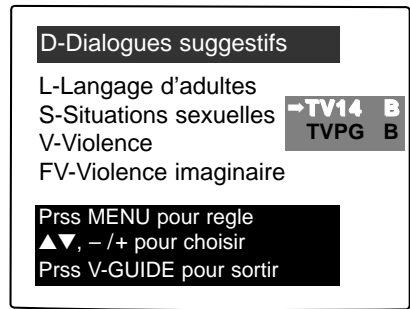 D-Dialogues suggestifs
L-Langage d'adultes
S-Situations sexuelles
➡TV14 B
V-Violence
TVPG B
FV-Violence imaginaire
Prss MENU pour regle
▲▼, – /+ pour choisir
Prss V-GUIDE pour sortir